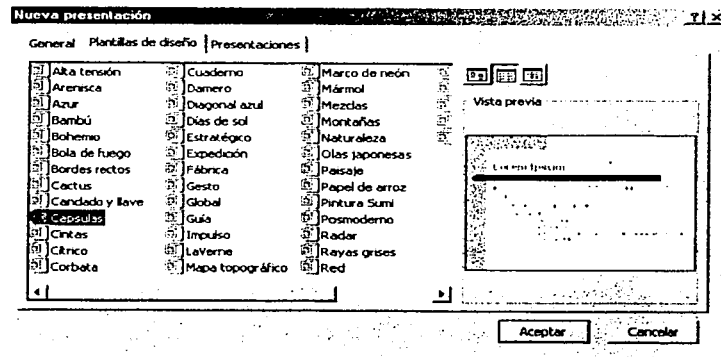 Nueva presentación
General Plantillas de diseño Presentaciones
Alta tensión
Arenisca
Azur
Bambú
Bohemio
Bola de fuego
Bordes rectos
Cactus
Candado y llave
Capsulas
Cintas
Cítrico
Corbata
Cuaderno
Damero
Diagonal azul
Días de sol
Estratégico
Expedición
Fábrica
Gesto
Global
Guía
Impulso
LaVerne
Mapa topográfico
Marco de neón
Mármol
Mezclas
Montañas
Naturaleza
Olas japonesas
Paisaje
Papel de arroz
Pintura Sumi
Posmoderno
Radar
Rayas grises
Red
Vista previa
Lorem Ipsum
Aceptar Cancelar